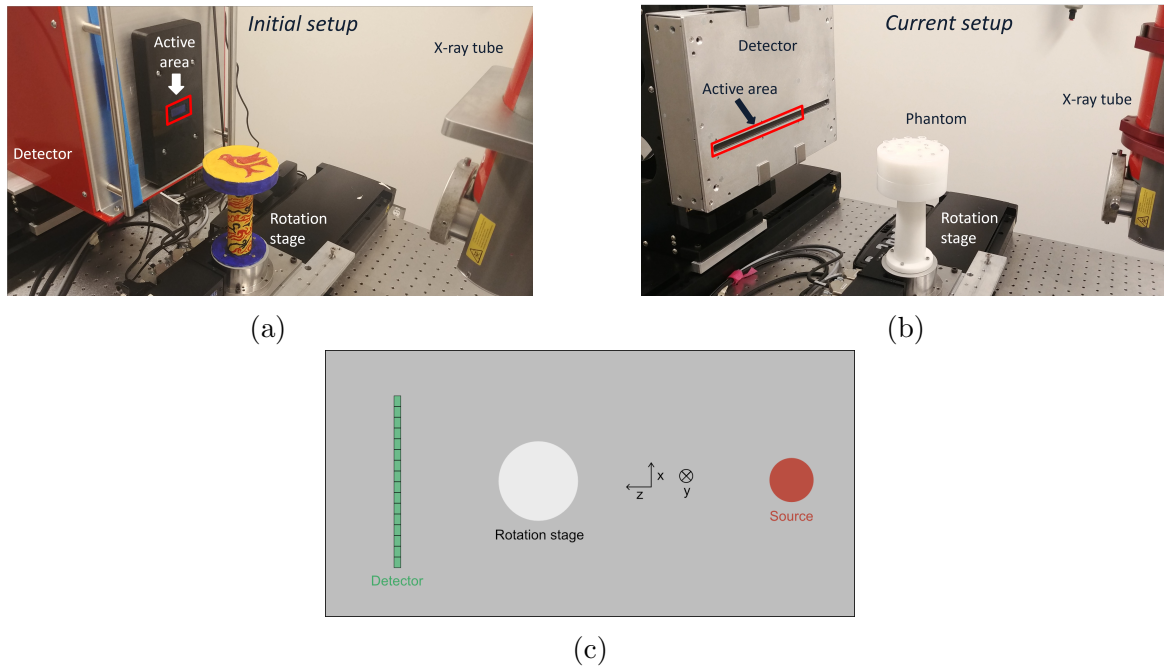 Initial setup
Active
area
X-ray tube
Detector
Rotation
stage
(a)
Current setup
Detector
Active area
X-ray tube
Phantom
Rotation
stage
(b)
x
z
y
Rotation stage
Source
Detector
(c)